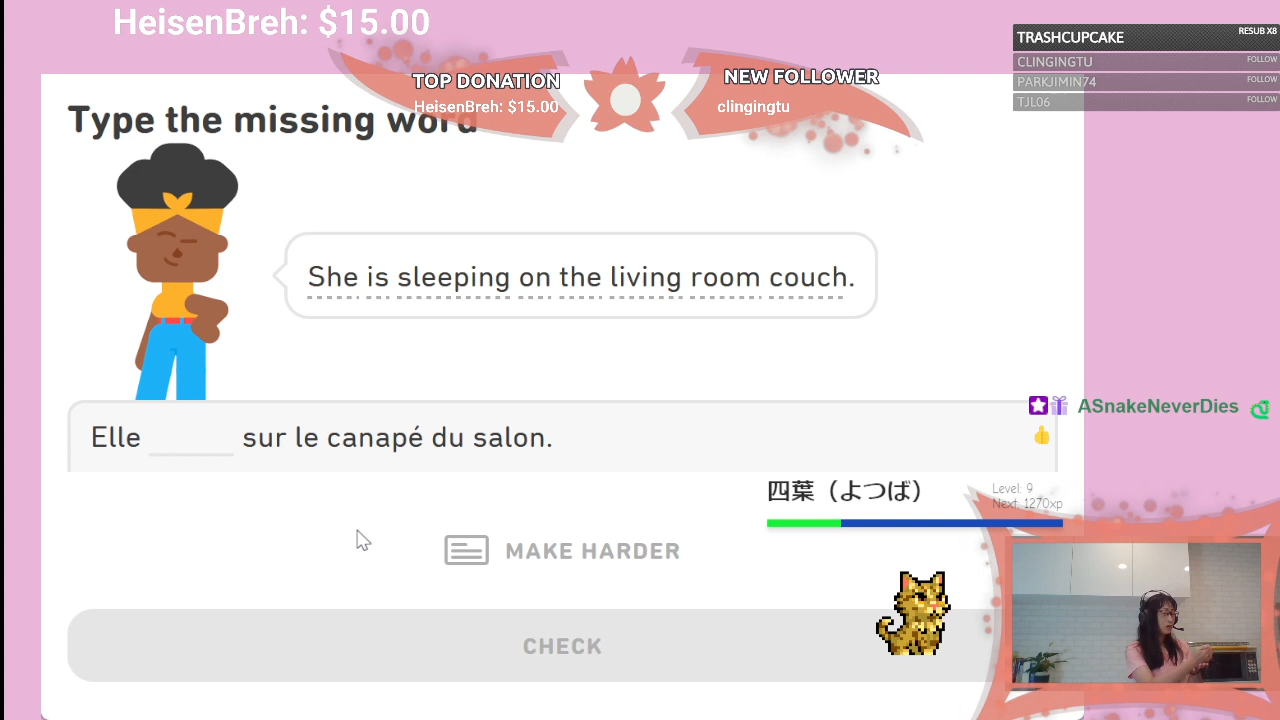 HeisenBreh: $15.00
TOP DONATION
HeisenBreh: $15.00
NEW FOLLOWER
clingingtu
TRASHCUPCAKE RESUB X8
CLINGINGTU FOLLOW
PARKJIMIN74 FOLLOW
TJL06 FOLLOW
Type the missing word
She is sleeping on the living room couch.
ASnakeNeverDies
Elle ______ sur le canapé du salon.
四葉（よつば）
Level: 9
Next: 1270xp
MAKE HARDER
CHECK